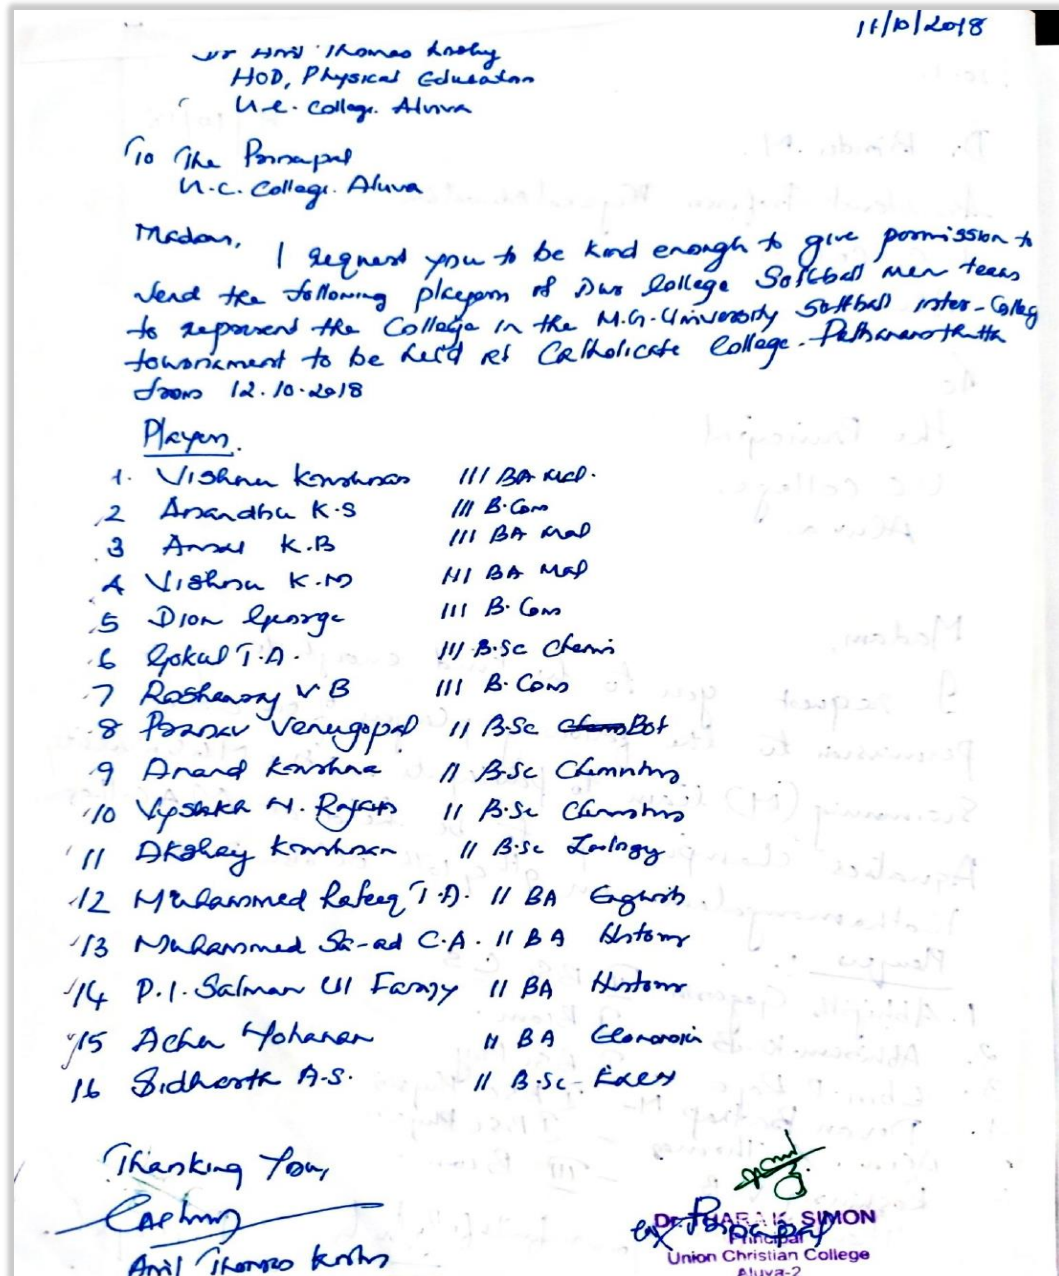 11/10/2018
Dr Anil Thomas Koshy
HOD, Physical Education
U.C. College. Aluva
To The Principal
U.C. College. Aluva
Madam,
I request you to be kind enough to give permission to
send the following players of our College Softball men team
to represent the College in the M.G. University Softball inter-College
tournament to be held at Catholicate College. Pathanamthitta
from 12.10.2018
Players.
1. Vishnu Krishnan III BA Mal.
2 Anandhu K.S III B.Com
3 K.B III BA Mal
4 Vishnu K.M III BA Mal
5 Dion George III B.Com
6 Gokul T.A. III B.Sc Chemis
7 V B III B.Com
8 Pranav Venugopal II B.Sc Bot
9 Anand Krishna II B.Sc Chemistry
10 Vyshakh N. II B.Sc Chemistry
11 Akshay Krishnan II B.Sc Zoology
12 Muhammed Rafeeq T.A. II BA English
13 Muhammed Sa-ad C.A. II BA History
14 P.I. Salman Ul Farisy II BA History
15 Mohanan II BA Economics
16 Sidharth A.S. II B.Sc
Thanking You,
Anil Thomas Koshy
Principal
Dr. THARA K. SIMON
Principal
Union Christian College
Aluva-2